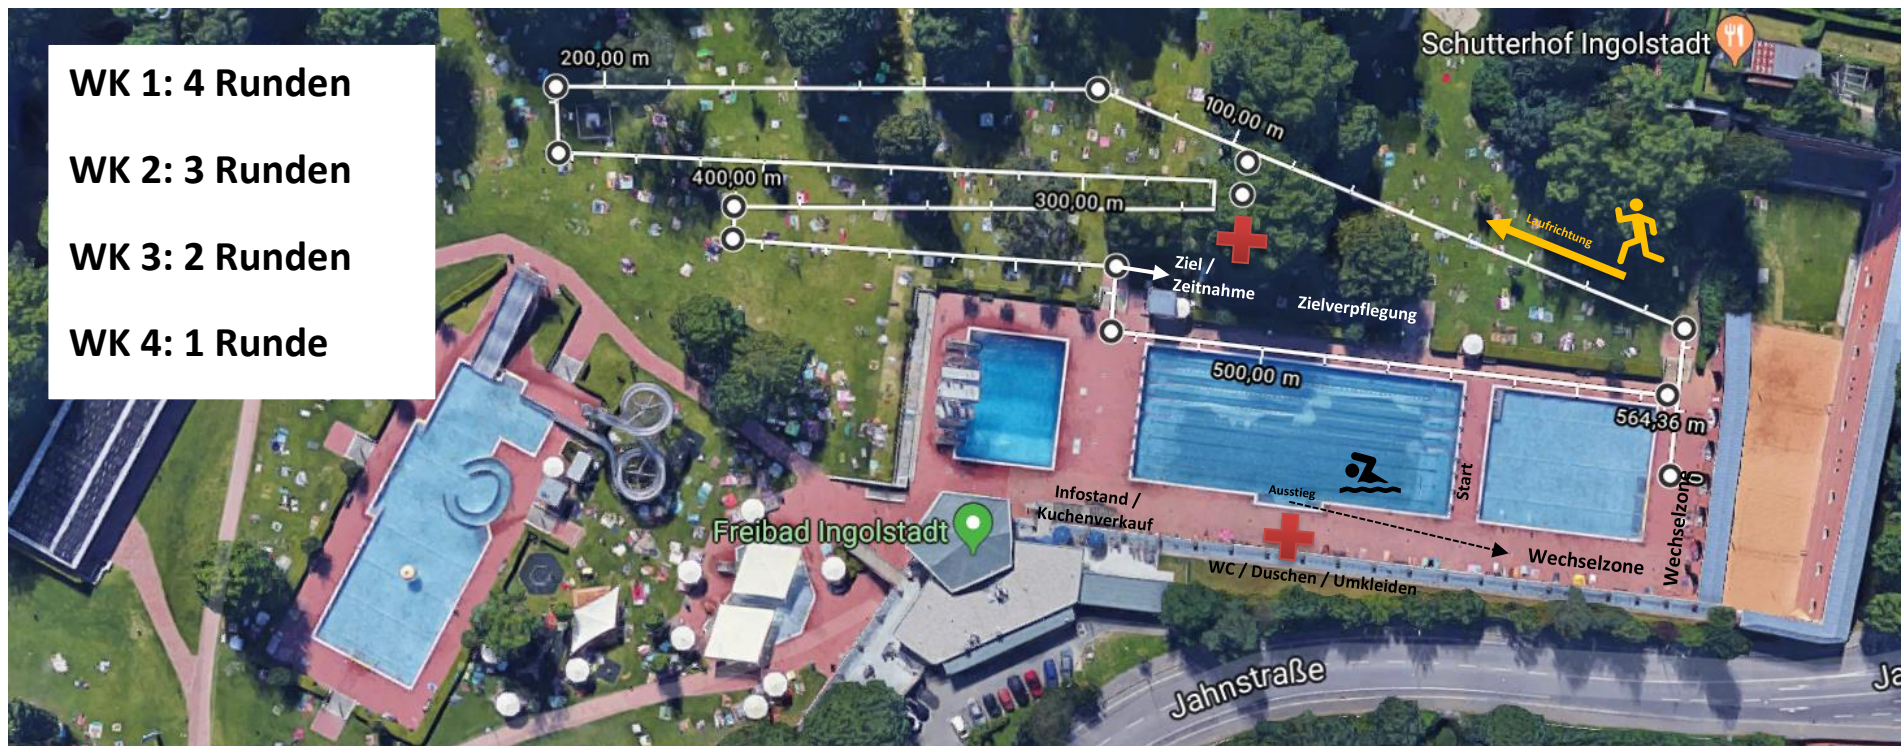 WK 1: 4 Runden
WK 2: 3 Runden
WK 3: 2 Runden
WK 4: 1 Runde
200,00 m
100,00 m
Schutterhof Ingolstadt
400,00 m
300,00 m
Laufrichtung
Ziel /
Zeitnahme
Zielverpflegung
500,00 m
564,36 m
0
Start
Ausstieg
Infostand /
Kuchenverkauf
Freibad Ingolstadt
Wechselzone
Wechselzone
WC / Duschen / Umkleiden
Jahnstraße
Ja